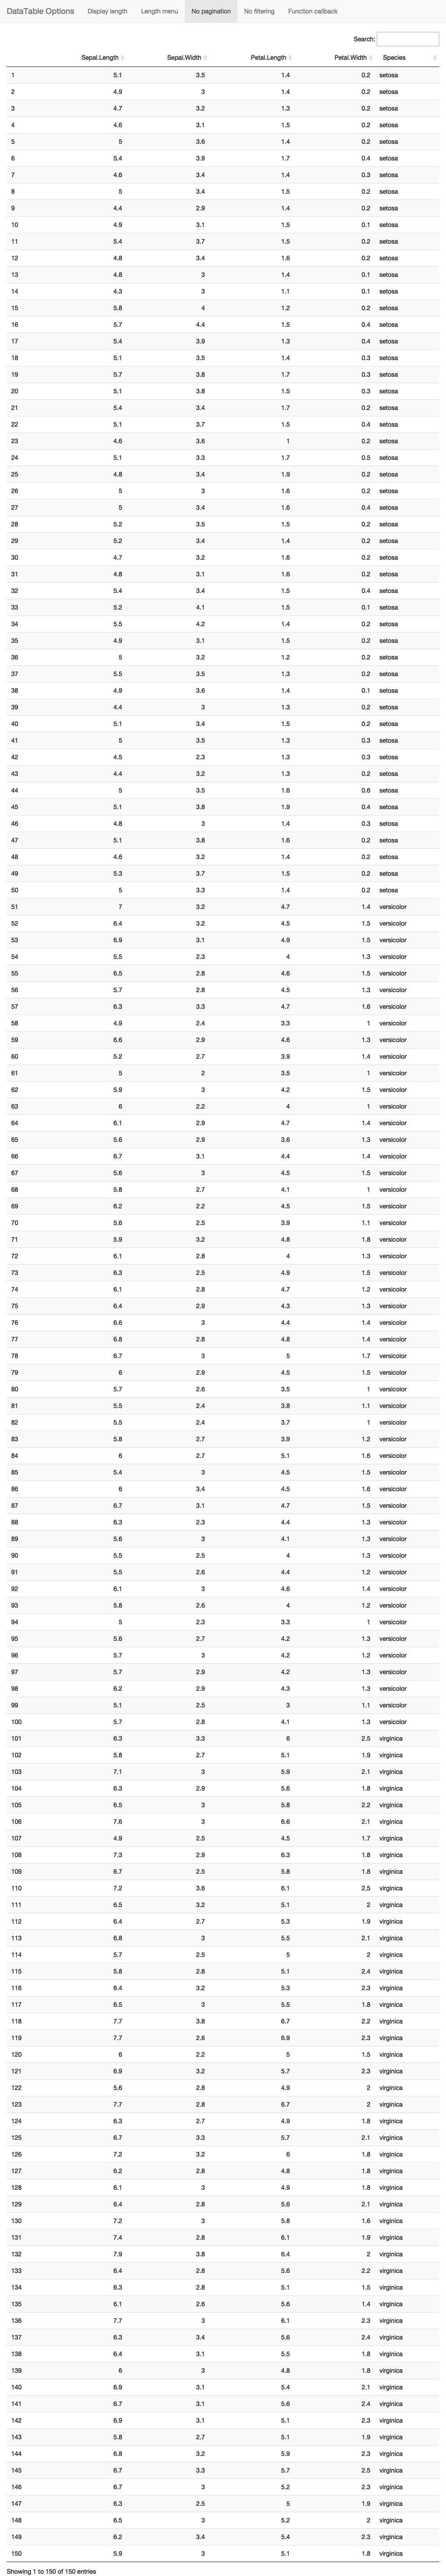 DataTable Options Display length Length menu No pagination No filtering Function callback
Search:
Sepal.Length Sepal.Width Petal.Length Petal.Width Species
1 5.1 3.5 1.4 0.2 setosa
2 4.9 3 1.4 0.2 setosa
3 4.7 3.2 1.3 0.2 setosa
4 4.6 3.1 1.5 0.2 setosa
5 5 3.6 1.4 0.2 setosa
6 5.4 3.9 1.7 0.4 setosa
7 4.6 3.4 1.4 0.3 setosa
8 5 3.4 1.5 0.2 setosa
9 4.4 2.9 1.4 0.2 setosa
10 4.9 3.1 1.5 0.1 setosa
11 5.4 3.7 1.5 0.2 setosa
12 4.8 3.4 1.6 0.2 setosa
13 4.8 3 1.4 0.1 setosa
14 4.3 3 1.1 0.1 setosa
15 5.8 4 1.2 0.2 setosa
16 5.7 4.4 1.5 0.4 setosa
17 5.4 3.9 1.3 0.4 setosa
18 5.1 3.5 1.4 0.3 setosa
19 5.7 3.8 1.7 0.3 setosa
20 5.1 3.8 1.5 0.3 setosa
21 5.4 3.4 1.7 0.2 setosa
22 5.1 3.7 1.5 0.4 setosa
23 4.6 3.6 1 0.2 setosa
24 5.1 3.3 1.7 0.5 setosa
25 4.8 3.4 1.9 0.2 setosa
26 5 3 1.6 0.2 setosa
27 5 3.4 1.6 0.4 setosa
28 5.2 3.5 1.5 0.2 setosa
29 5.2 3.4 1.4 0.2 setosa
30 4.7 3.2 1.6 0.2 setosa
31 4.8 3.1 1.6 0.2 setosa
32 5.4 3.4 1.5 0.4 setosa
33 5.2 4.1 1.5 0.1 setosa
34 5.5 4.2 1.4 0.2 setosa
35 4.9 3.1 1.5 0.2 setosa
36 5 3.2 1.2 0.2 setosa
37 5.5 3.5 1.3 0.2 setosa
38 4.9 3.6 1.4 0.1 setosa
39 4.4 3 1.3 0.2 setosa
40 5.1 3.4 1.5 0.2 setosa
41 5 3.5 1.3 0.3 setosa
42 4.5 2.3 1.3 0.3 setosa
43 4.4 3.2 1.3 0.2 setosa
44 5 3.5 1.6 0.6 setosa
45 5.1 3.8 1.9 0.4 setosa
46 4.8 3 1.4 0.3 setosa
47 5.1 3.8 1.6 0.2 setosa
48 4.6 3.2 1.4 0.2 setosa
49 5.3 3.7 1.5 0.2 setosa
50 5 3.3 1.4 0.2 setosa
51 7 3.2 4.7 1.4 versicolor
52 6.4 3.2 4.5 1.5 versicolor
53 6.9 3.1 4.9 1.5 versicolor
54 5.5 2.3 4 1.3 versicolor
55 6.5 2.8 4.6 1.5 versicolor
56 5.7 2.8 4.5 1.3 versicolor
57 6.3 3.3 4.7 1.6 versicolor
58 4.9 2.4 3.3 1 versicolor
59 6.6 2.9 4.6 1.3 versicolor
60 5.2 2.7 3.9 1.4 versicolor
61 5 2 3.5 1 versicolor
62 5.9 3 4.2 1.5 versicolor
63 6 2.2 4 1 versicolor
64 6.1 2.9 4.7 1.4 versicolor
65 5.6 2.9 3.6 1.3 versicolor
66 6.7 3.1 4.4 1.4 versicolor
67 5.6 3 4.5 1.5 versicolor
68 5.8 2.7 4.1 1 versicolor
69 6.2 2.2 4.5 1.5 versicolor
70 5.6 2.5 3.9 1.1 versicolor
71 5.9 3.2 4.8 1.8 versicolor
72 6.1 2.8 4 1.3 versicolor
73 6.3 2.5 4.9 1.5 versicolor
74 6.1 2.8 4.7 1.2 versicolor
75 6.4 2.9 4.3 1.3 versicolor
76 6.6 3 4.4 1.4 versicolor
77 6.8 2.8 4.8 1.4 versicolor
78 6.7 3 5 1.7 versicolor
79 6 2.9 4.5 1.5 versicolor
80 5.7 2.6 3.5 1 versicolor
81 5.5 2.4 3.8 1.1 versicolor
82 5.5 2.4 3.7 1 versicolor
83 5.8 2.7 3.9 1.2 versicolor
84 6 2.7 5.1 1.6 versicolor
85 5.4 3 4.5 1.5 versicolor
86 6 3.4 4.5 1.6 versicolor
87 6.7 3.1 4.7 1.5 versicolor
88 6.3 2.3 4.4 1.3 versicolor
89 5.6 3 4.1 1.3 versicolor
90 5.5 2.5 4 1.3 versicolor
91 5.5 2.6 4.4 1.2 versicolor
92 6.1 3 4.6 1.4 versicolor
93 5.8 2.6 4 1.2 versicolor
94 5 2.3 3.3 1 versicolor
95 5.6 2.7 4.2 1.3 versicolor
96 5.7 3 4.2 1.2 versicolor
97 5.7 2.9 4.2 1.3 versicolor
98 6.2 2.9 4.3 1.3 versicolor
99 5.1 2.5 3 1.1 versicolor
100 5.7 2.8 4.1 1.3 versicolor
101 6.3 3.3 6 2.5 virginica
102 5.8 2.7 5.1 1.9 virginica
103 7.1 3 5.9 2.1 virginica
104 6.3 2.9 5.6 1.8 virginica
105 6.5 3 5.8 2.2 virginica
106 7.6 3 6.6 2.1 virginica
107 4.9 2.5 4.5 1.7 virginica
108 7.3 2.9 6.3 1.8 virginica
109 6.7 2.5 5.8 1.8 virginica
110 7.2 3.6 6.1 2.5 virginica
111 6.5 3.2 5.1 2 virginica
112 6.4 2.7 5.3 1.9 virginica
113 6.8 3 5.5 2.1 virginica
114 5.7 2.5 5 2 virginica
115 5.8 2.8 5.1 2.4 virginica
116 6.4 3.2 5.3 2.3 virginica
117 6.5 3 5.5 1.8 virginica
118 7.7 3.8 6.7 2.2 virginica
119 7.7 2.6 6.9 2.3 virginica
120 6 2.2 5 1.5 virginica
121 6.9 3.2 5.7 2.3 virginica
122 5.6 2.8 4.9 2 virginica
123 7.7 2.8 6.7 2 virginica
124 6.3 2.7 4.9 1.8 virginica
125 6.7 3.3 5.7 2.1 virginica
126 7.2 3.2 6 1.8 virginica
127 6.2 2.8 4.8 1.8 virginica
128 6.1 3 4.9 1.8 virginica
129 6.4 2.8 5.6 2.1 virginica
130 7.2 3 5.8 1.6 virginica
131 7.4 2.8 6.1 1.9 virginica
132 7.9 3.8 6.4 2 virginica
133 6.4 2.8 5.6 2.2 virginica
134 6.3 2.8 5.1 1.5 virginica
135 6.1 2.6 5.6 1.4 virginica
136 7.7 3 6.1 2.3 virginica
137 6.3 3.4 5.6 2.4 virginica
138 6.4 3.1 5.5 1.8 virginica
139 6 3 4.8 1.8 virginica
140 6.9 3.1 5.4 2.1 virginica
141 6.7 3.1 5.6 2.4 virginica
142 6.9 3.1 5.1 2.3 virginica
143 5.8 2.7 5.1 1.9 virginica
144 6.8 3.2 5.9 2.3 virginica
145 6.7 3.3 5.7 2.5 virginica
146 6.7 3 5.2 2.3 virginica
147 6.3 2.5 5 1.9 virginica
148 6.5 3 5.2 2 virginica
149 6.2 3.4 5.4 2.3 virginica
150 5.9 3 5.1 1.8 virginica
Showing 1 to 150 of 150 entries